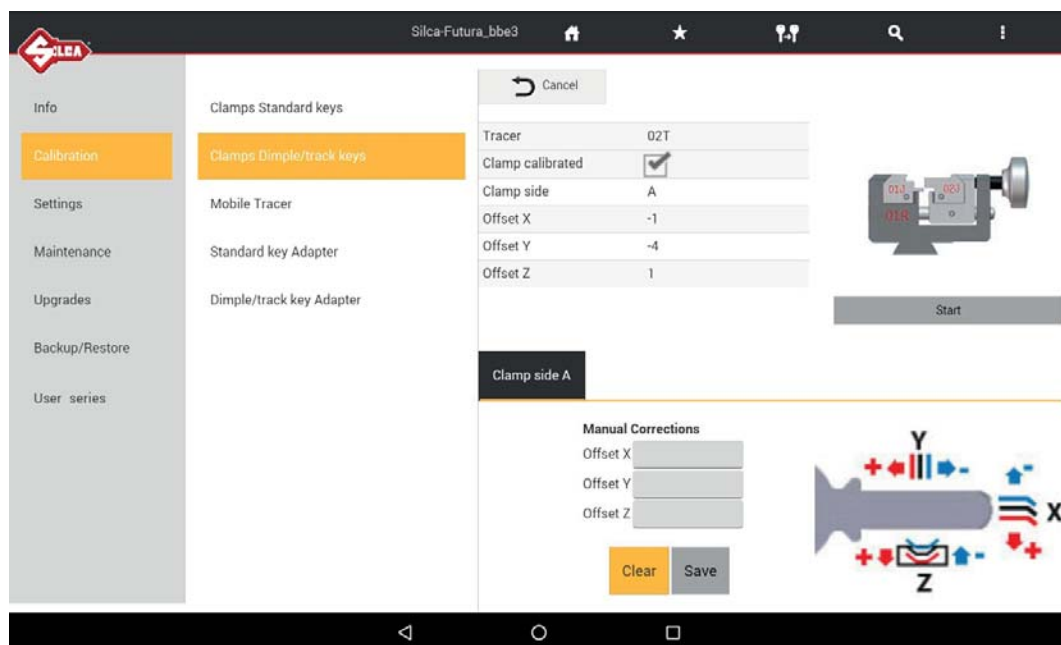 SILCA
Silca-Futura_bbe3
Info
Calibration
Settings
Maintenance
Upgrades
Backup/Restore
User series
Clamps Standard keys
Clamps Dimple/track keys
Mobile Tracer
Standard key Adapter
Dimple/track key Adapter
Cancel
Tracer 02T
Clamp calibrated
Clamp side A
Offset X -1
Offset Y -4
Offset Z 1
01J 02J
01R
Start
Clamp side A
Manual Corrections
Offset X
Offset Y
Offset Z
Clear Save
Y
+ -
-
X
+
+ -
Z